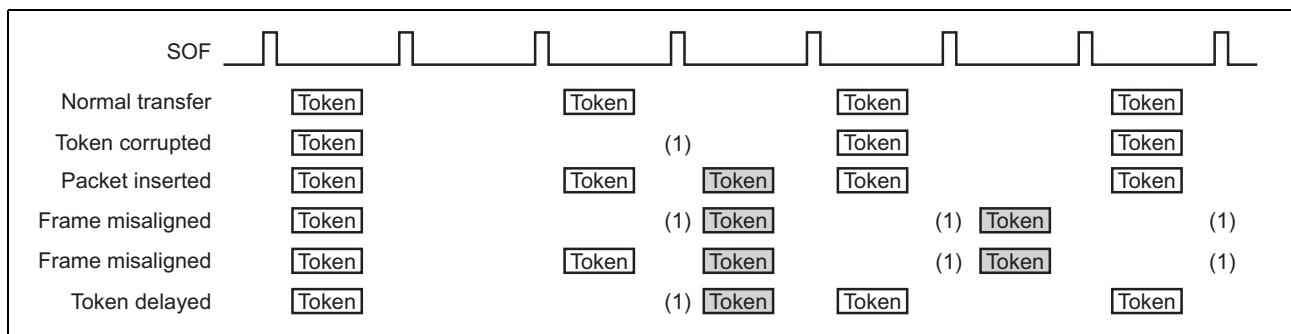 SOF
Normal transfer Token Token Token Token
Token corrupted Token (1) Token Token
Packet inserted Token Token Token Token Token
Frame misaligned Token (1) Token (1) Token (1)
Frame misaligned Token Token Token (1) Token (1)
Token delayed Token (1) Token Token Token